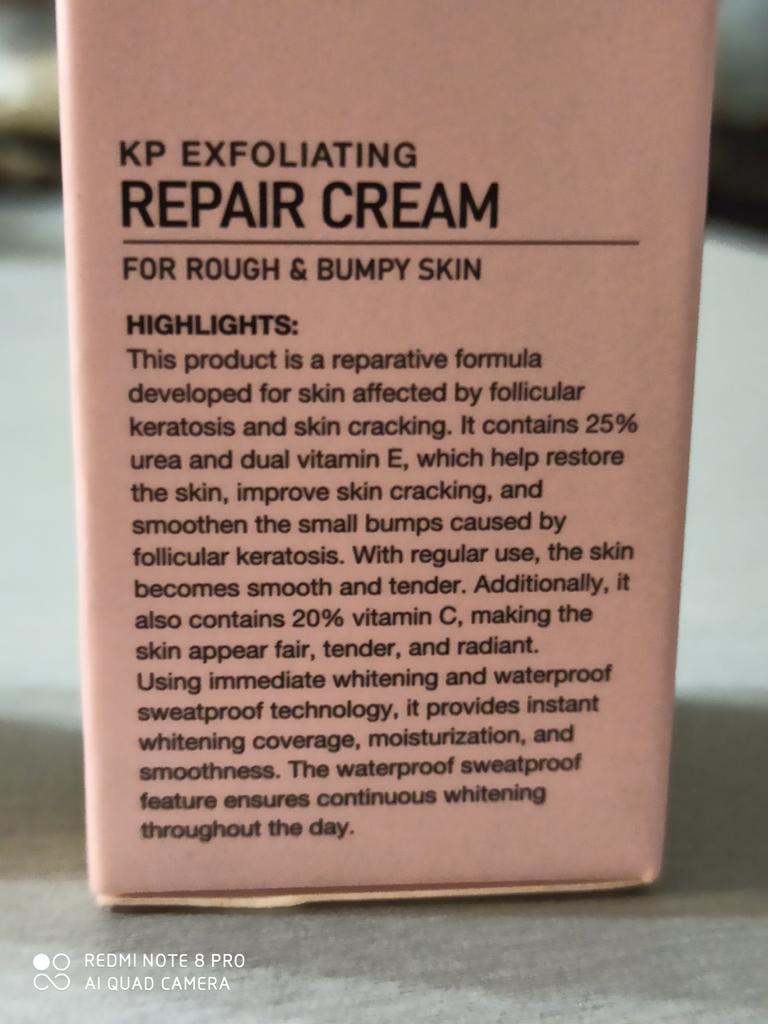 KP EXFOLIATING
REPAIR CREAM
FOR ROUGH & BUMPY SKIN
HIGHLIGHTS:
This product is a reparative formula
developed for skin affected by follicular
keratosis and skin cracking. It contains 25%
urea and dual vitamin E, which help restore
the skin, improve skin cracking, and
smoothen the small bumps caused by
follicular keratosis. With regular use, the skin
becomes smooth and tender. Additionally, it
also contains 20% vitamin C, making the
skin appear fair, tender, and radiant.
Using immediate whitening and waterproof
sweatproof technology, it provides instant
whitening coverage, moisturization, and
smoothness. The waterproof sweatproof
feature ensures continuous whitening
throughout the day.
REDMI NOTE 8 PRO
AI QUAD CAMERA